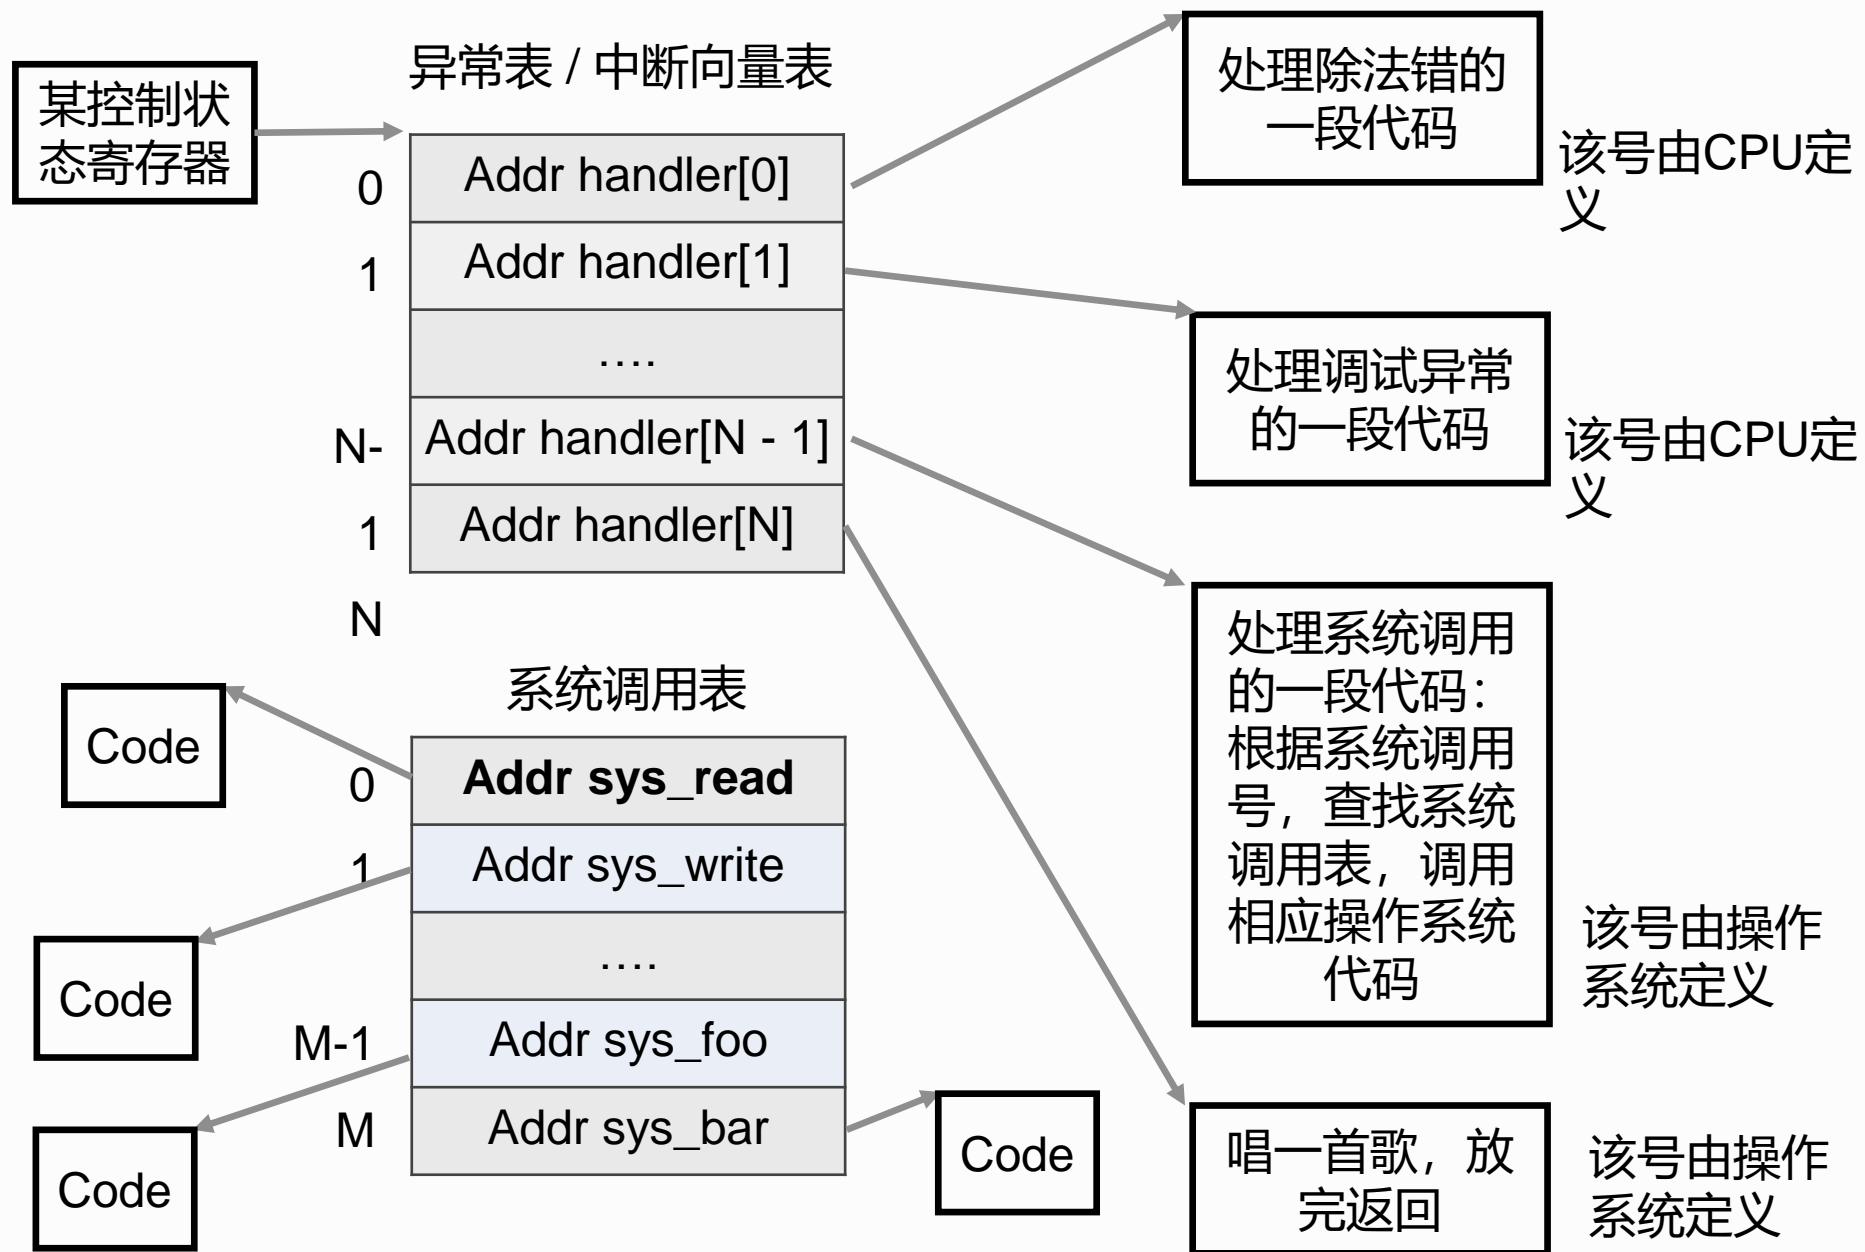 异常表 / 中断向量表
某控制状
态寄存器
0
Addr handler[0]
1
Addr handler[1]
....
N-
Addr handler[N - 1]
1
Addr handler[N]
N
处理除法错的
一段代码
该号由CPU定
义
处理调试异常
的一段代码
该号由CPU定
义
处理系统调用
的一段代码：
根据系统调用
号，查找系统
调用表，调用
相应操作系统
代码
该号由操作
系统定义
唱一首歌，放
完返回
该号由操作
系统定义
系统调用表
0
Addr sys_read
1
Addr sys_write
....
M-1
Addr sys_foo
M
Addr sys_bar
Code
Code
Code
Code